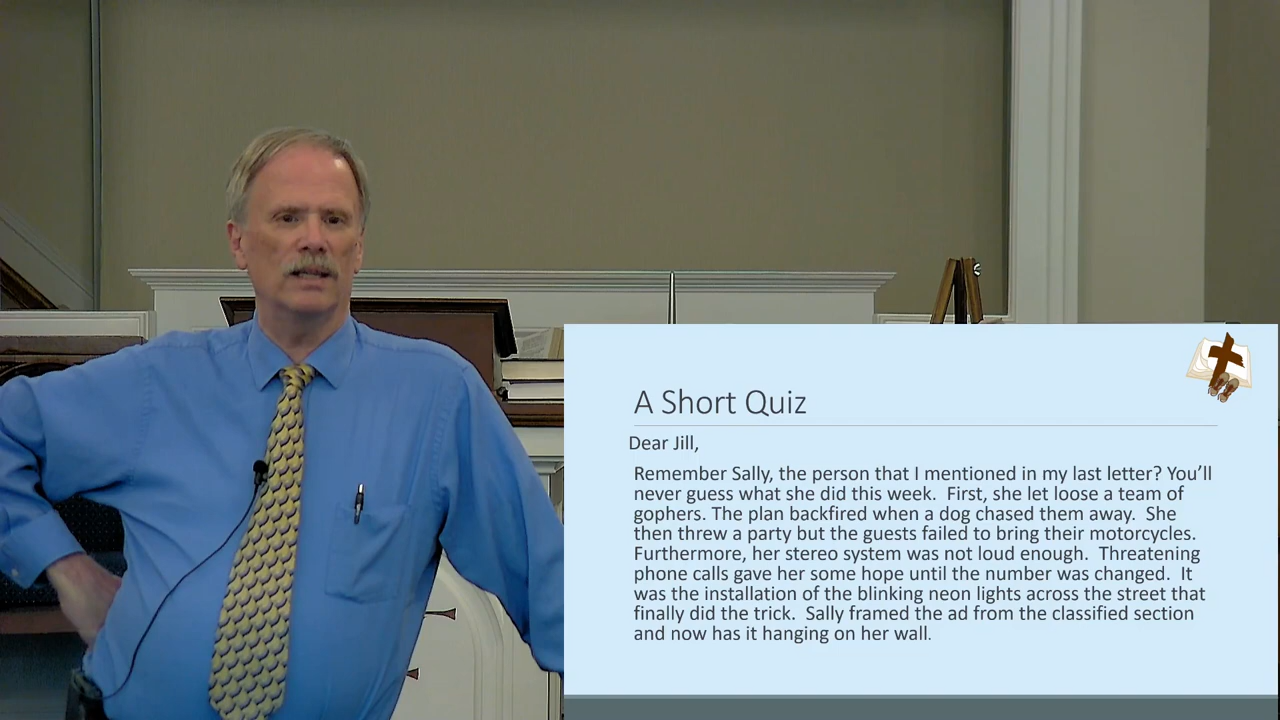 A Short Quiz
Dear Jill,
Remember Sally, the person that I mentioned in my last letter? You’ll
never guess what she did this week.  First, she let loose a team of
gophers. The plan backfired when a dog chased them away.  She
then threw a party but the guests failed to bring their motorcycles.
Furthermore, her stereo system was not loud enough.  Threatening
phone calls gave her some hope until the number was changed.  It
was the installation of the blinking neon lights across the street that
finally did the trick.  Sally framed the ad from the classified section
and now has it hanging on her wall.